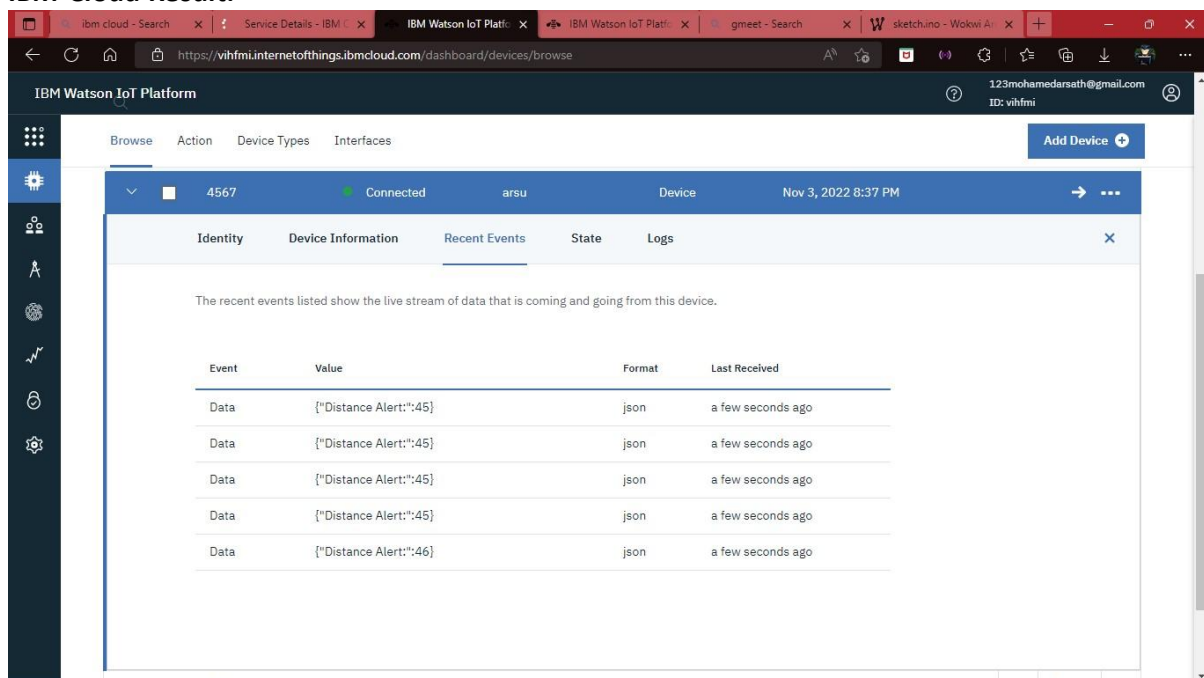 IBM Cloud Result:
ibm cloud - Search
Service Details - IBM C
IBM Watson IoT Platfo
IBM Watson IoT Platfo
gmeet - Search
sketch.ino - Wokwi Ar
https://vihfmi.internetofthings.ibmcloud.com/dashboard/devices/browse
IBM Watson IoT Platform
123mohamedarsath@gmail.com
ID: vihfmi
Browse Action Device Types Interfaces
Add Device
4567 Connected arsu Device Nov 3, 2022 8:37 PM
Identity Device Information Recent Events State Logs
The recent events listed show the live stream of data that is coming and going from this device.
Event Value Format Last Received
Data {"Distance Alert:":45} json a few seconds ago
Data {"Distance Alert:":45} json a few seconds ago
Data {"Distance Alert:":45} json a few seconds ago
Data {"Distance Alert:":45} json a few seconds ago
Data {"Distance Alert:":46} json a few seconds ago